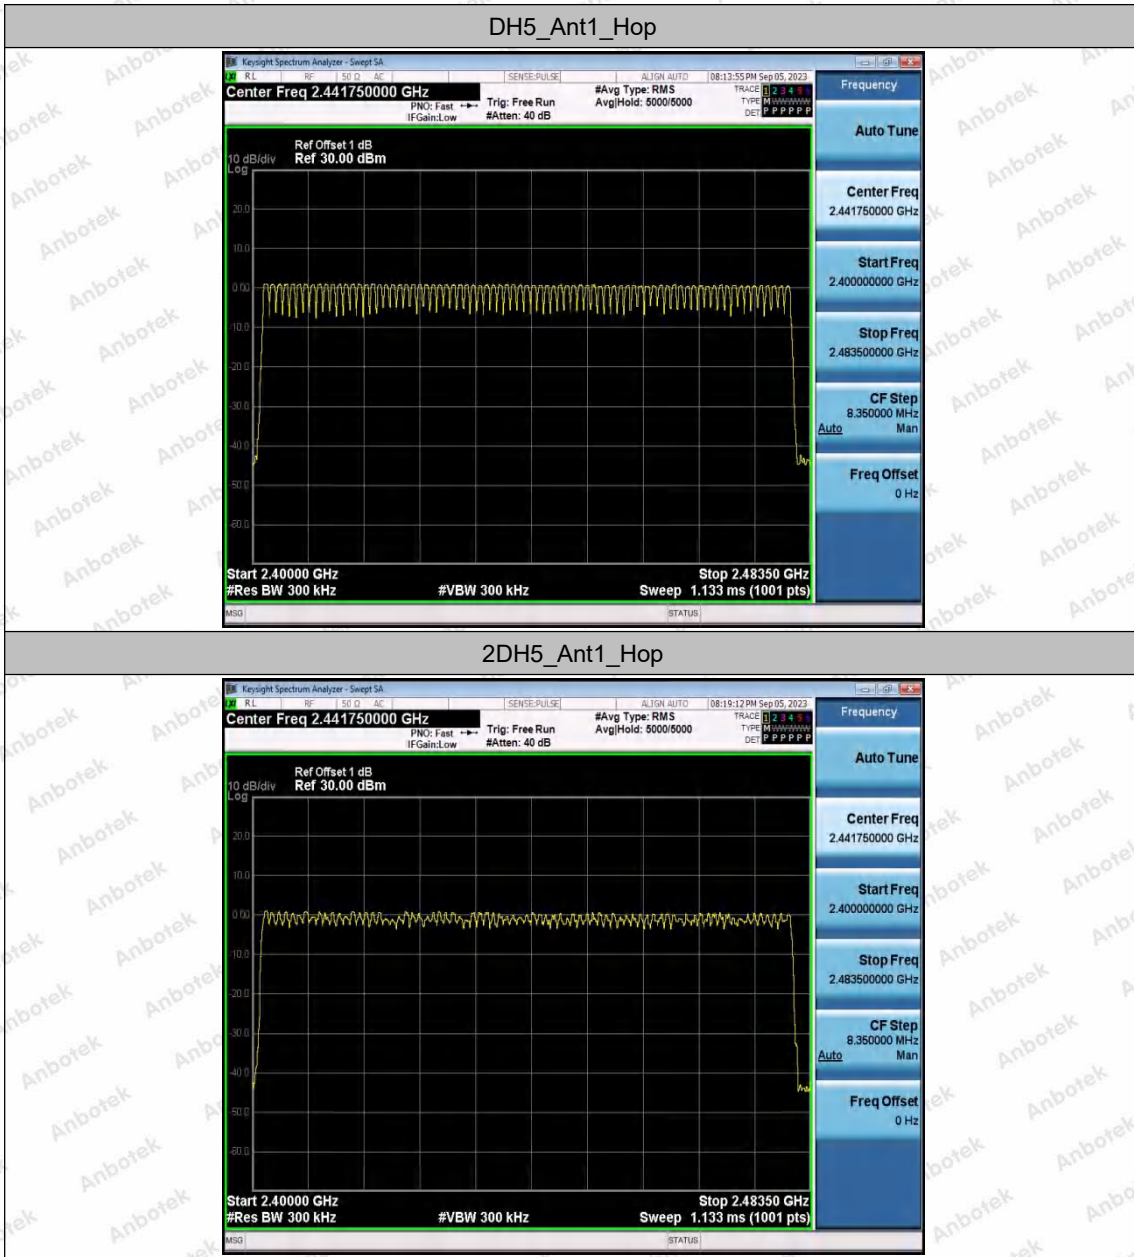 DH5_Ant1_Hop
Keysight Spectrum Analyzer - Swept SA
LXI RL RF 50 Ω AC SENSE:PULSE ALIGN AUTO 08:13:55 PM Sep 05, 2023
Center Freq 2.441750000 GHz #Avg Type: RMS TRACE 1 2 3 4 5 6
PNO: Fast Trig: Free Run Avg|Hold: 5000/5000 TYPE M WWWWW
IFGain:Low #Atten: 40 dB DET P P P P P P
Ref Offset 1 dB
10 dB/div Ref 30.00 dBm
Log
20.0
10.0
0.00
-10.0
-20.0
-30.0
-40.0
-50.0
-60.0
Start 2.40000 GHz Stop 2.48350 GHz
#Res BW 300 kHz #VBW 300 kHz Sweep 1.133 ms (1001 pts)
MSG STATUS
Frequency
Auto Tune
Center Freq
2.441750000 GHz
Start Freq
2.400000000 GHz
Stop Freq
2.483500000 GHz
CF Step
8.350000 MHz
Auto Man
Freq Offset
0 Hz
2DH5_Ant1_Hop
Keysight Spectrum Analyzer - Swept SA
LXI RL RF 50 Ω AC SENSE:PULSE ALIGN AUTO 08:19:12 PM Sep 05, 2023
Center Freq 2.441750000 GHz #Avg Type: RMS TRACE 1 2 3 4 5 6
PNO: Fast Trig: Free Run Avg|Hold: 5000/5000 TYPE M WWWWW
IFGain:Low #Atten: 40 dB DET P P P P P P
Ref Offset 1 dB
10 dB/div Ref 30.00 dBm
Log
20.0
10.0
0.00
-10.0
-20.0
-30.0
-40.0
-50.0
-60.0
Start 2.40000 GHz Stop 2.48350 GHz
#Res BW 300 kHz #VBW 300 kHz Sweep 1.133 ms (1001 pts)
MSG STATUS
Frequency
Auto Tune
Center Freq
2.441750000 GHz
Start Freq
2.400000000 GHz
Stop Freq
2.483500000 GHz
CF Step
8.350000 MHz
Auto Man
Freq Offset
0 Hz
Anbotek